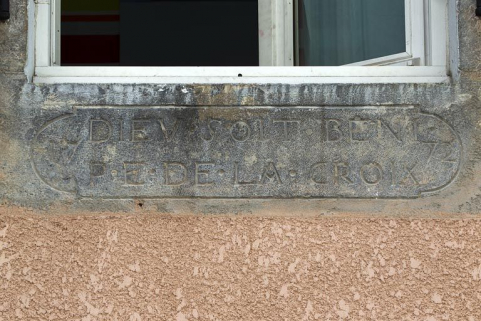 DIEV · SOIT · BENI
P · E · DE · LA · CROIX